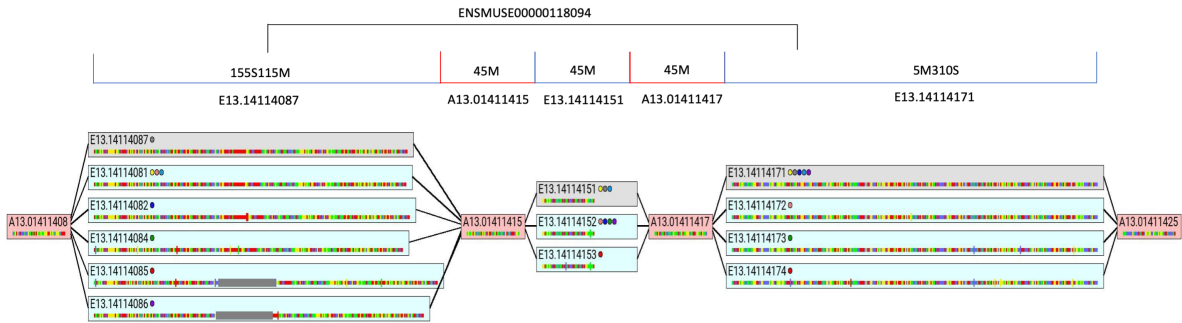 ENSMUSE00000118094
155S115M 45M 45M 45M 5M310S
E13.14114087 A13.01411415 E13.14114151 A13.01411417 E13.14114171
E13.14114087
E13.14114081
E13.14114082
E13.14114084
E13.14114085
E13.14114086
A13.01411408
A13.01411415
E13.14114151
E13.14114152
E13.14114153
A13.01411417
E13.14114171
E13.14114172
E13.14114173
E13.14114174
A13.01411425